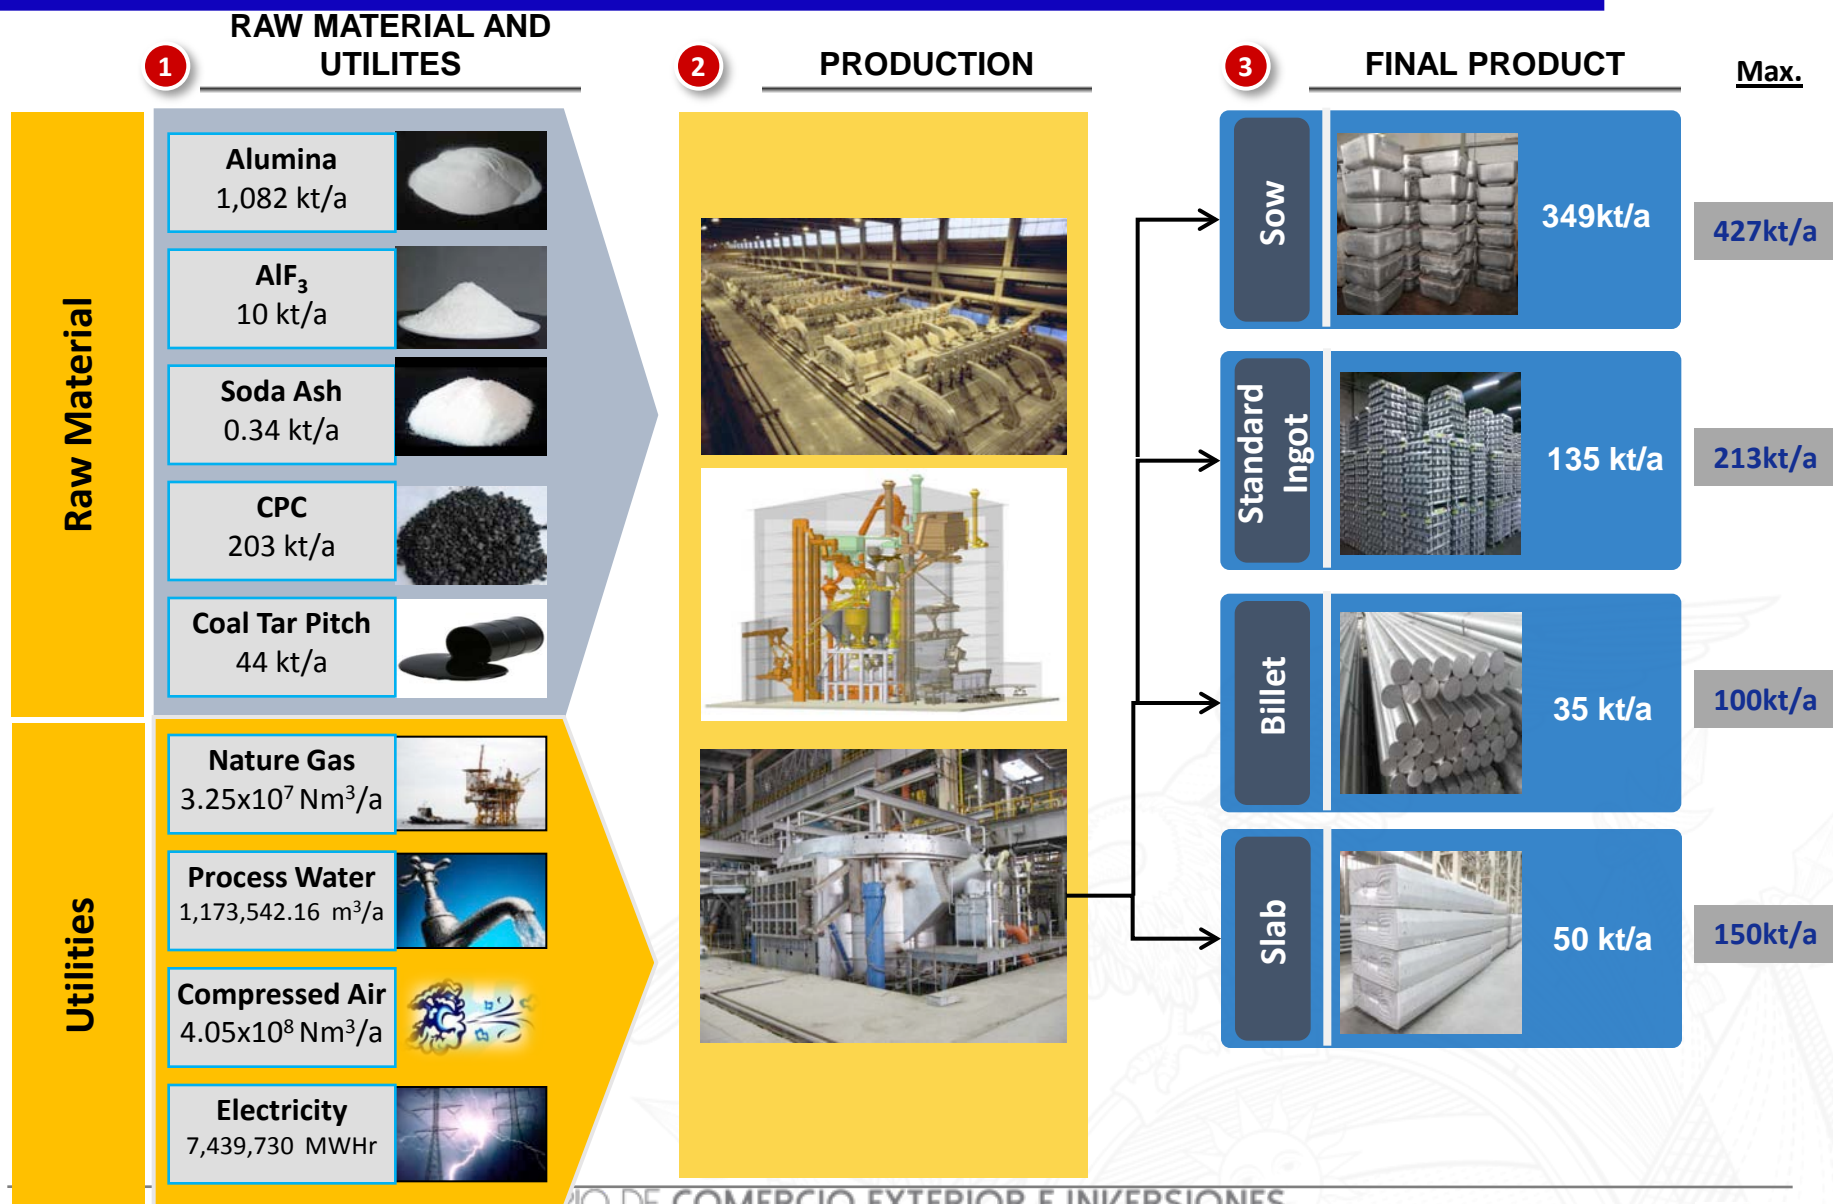 RAW MATERIAL AND
UTILITES
1
2
PRODUCTION
3
FINAL PRODUCT
Max.
Raw Material
Alumina
1,082 kt/a
AlF₃
10 kt/a
Soda Ash
0.34 kt/a
CPC
203 kt/a
Coal Tar Pitch
44 kt/a
Utilities
Nature Gas
3.25x10⁷ Nm³/a
Process Water
1,173,542.16 m³/a
Compressed Air
4.05x10⁸ Nm³/a
Electricity
7,439,730 MWHr
Sow
349kt/a
427kt/a
Standard
Ingot
135 kt/a
213kt/a
Billet
35 kt/a
100kt/a
Slab
50 kt/a
150kt/a
DE COMERCIO EXTERIOR E INVERSIONES